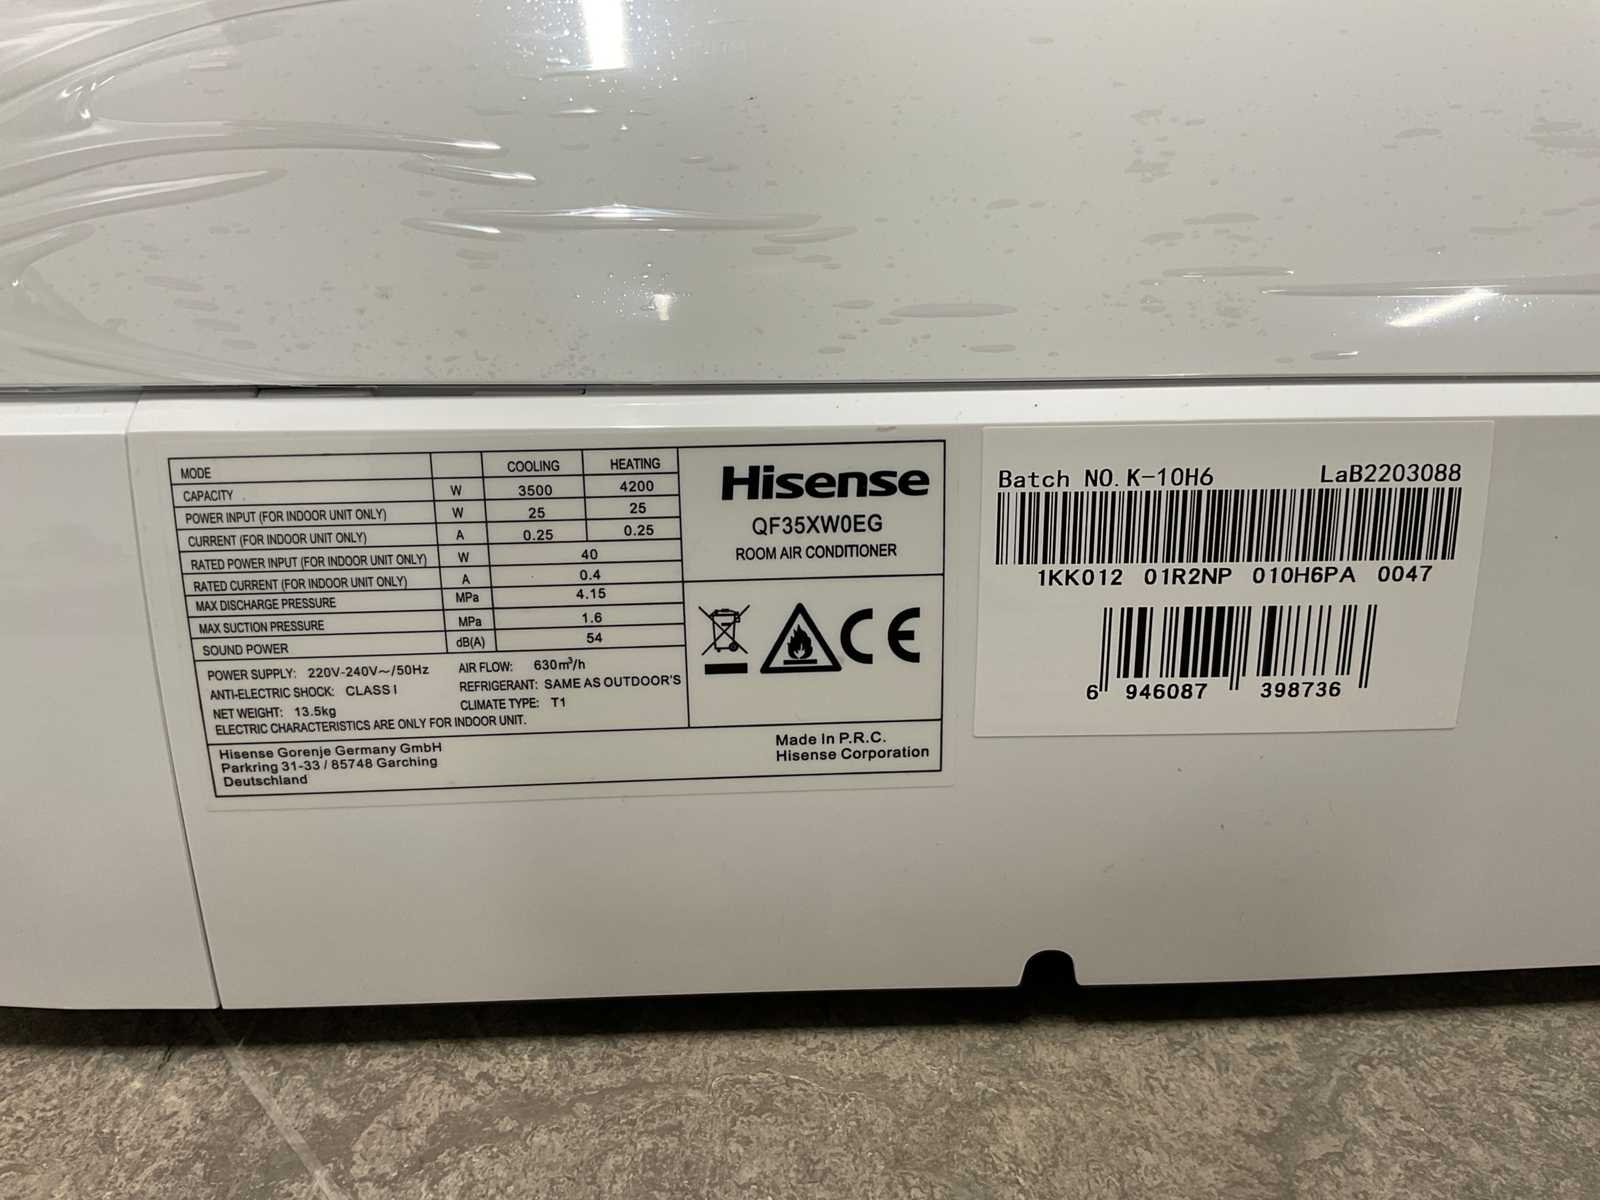 MODE COOLING HEATING
CAPACITY W 3500 4200
POWER INPUT (FOR INDOOR UNIT ONLY) W 25 25
CURRENT (FOR INDOOR UNIT ONLY) A 0.25 0.25
RATED POWER INPUT (FOR INDOOR UNIT ONLY) W 40
RATED CURRENT (FOR INDOOR UNIT ONLY) A 0.4
MAX DISCHARGE PRESSURE MPa 4.15
MAX SUCTION PRESSURE MPa 1.6
SOUND POWER dB(A) 54
POWER SUPPLY: 220V-240V~/50Hz AIR FLOW: 630m³/h
ANTI-ELECTRIC SHOCK: CLASS I REFRIGERANT: SAME AS OUTDOOR'S
NET WEIGHT: 13.5kg CLIMATE TYPE: T1
ELECTRIC CHARACTERISTICS ARE ONLY FOR INDOOR UNIT.
Hisense
QF35XW0EG
ROOM AIR CONDITIONER
CE
Hisense Gorenje Germany GmbH
Parkring 31-33 / 85748 Garching
Deutschland
Made In P.R.C.
Hisense Corporation
Batch NO. K-10H6 LaB2203088
1KK012 01R2NP 010H6PA 0047
6 946087 398736